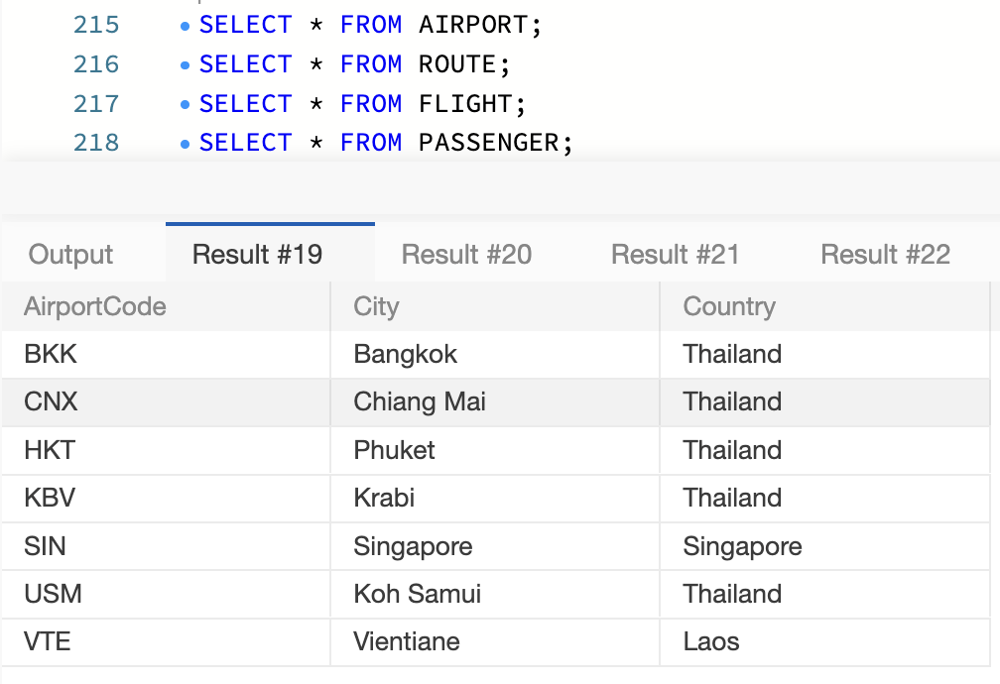 215 SELECT * FROM AIRPORT;
216 SELECT * FROM ROUTE;
217 SELECT * FROM FLIGHT;
218 SELECT * FROM PASSENGER;
Output Result #19 Result #20 Result #21 Result #22
AirportCode City Country
BKK Bangkok Thailand
CNX Chiang Mai Thailand
HKT Phuket Thailand
KBV Krabi Thailand
SIN Singapore Singapore
USM Koh Samui Thailand
VTE Vientiane Laos